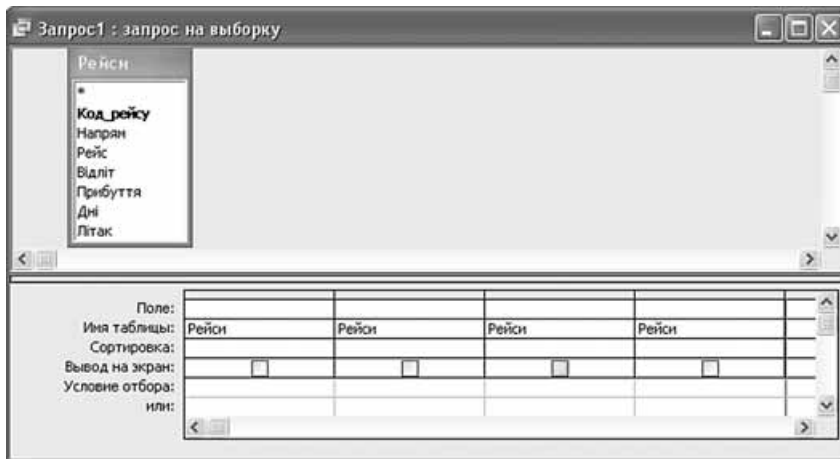 Запрос1 : запрос на выборку
Рейси
*
Код_рейсу
Напрян
Рейс
Відліт
Прибуття
Дні
Літак
Поле:
Имя таблицы: Рейси Рейси Рейси Рейси
Сортировка:
Вывод на экран:
Условие отбора:
или: